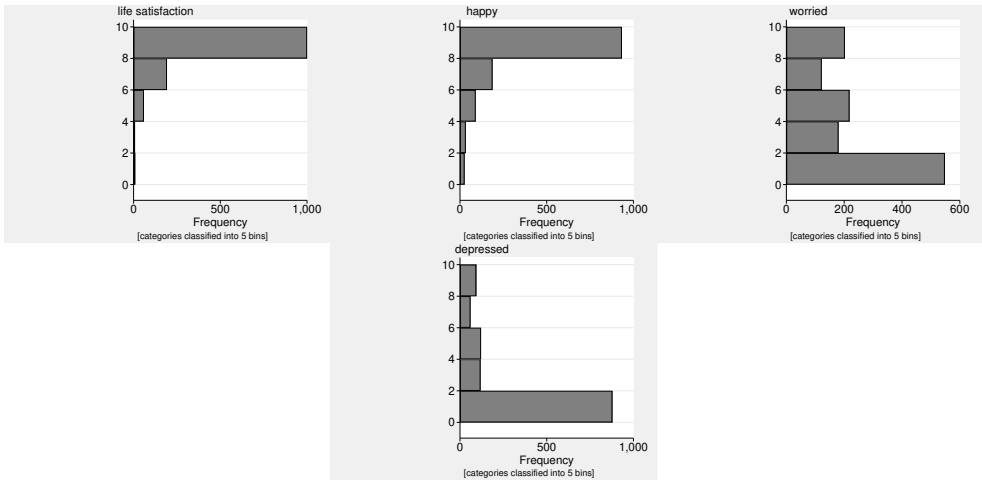 life satisfaction
10
8
6
4
2
0
0 500 1,000
Frequency
[categories classified into 5 bins]
happy
10
8
6
4
2
0
0 500 1,000
Frequency
[categories classified into 5 bins]
worried
10
8
6
4
2
0
0 200 400 600
Frequency
[categories classified into 5 bins]
depressed
10
8
6
4
2
0
0 500 1,000
Frequency
[categories classified into 5 bins]